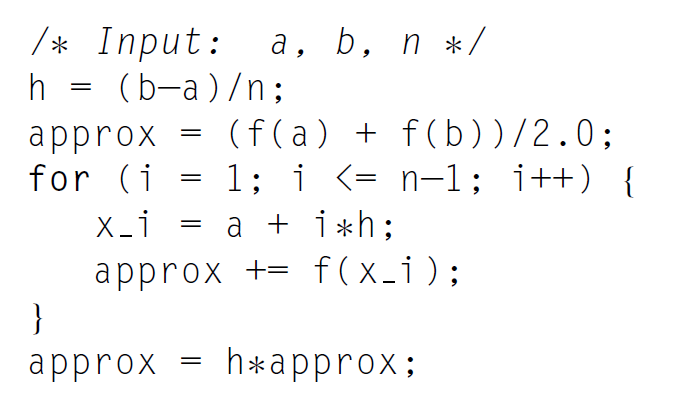 /* Input: a, b, n */
h = (b-a)/n;
approx = (f(a) + f(b))/2.0;
for (i = 1; i <= n-1; i++) {
x_i = a + i*h;
approx += f(x_i);
}
approx = h*approx;